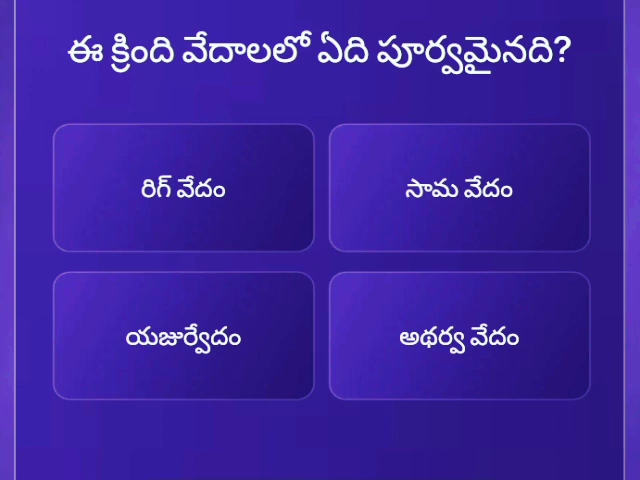 ఈ క్రింది వేదాలలో ఏది పూర్వమైనది?
రిగ్ వేదం
సామ వేదం
యజుర్వేదం
అథర్వ వేదం